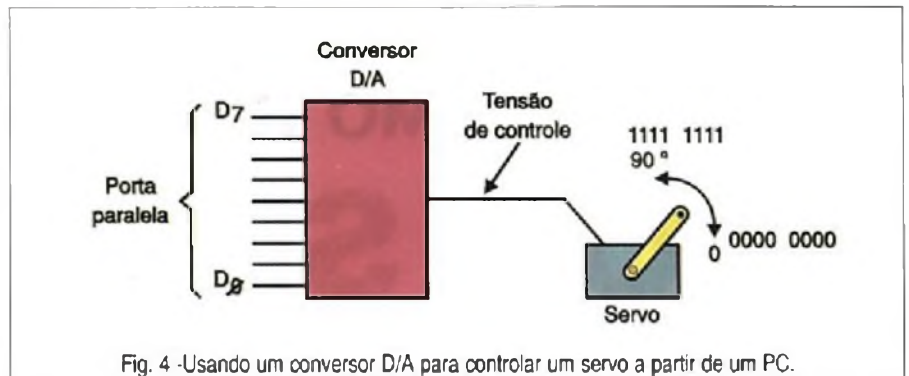 Conversor
D/A
D7
Porta
paralela
D0
Tensão
de controle
1111 1111
90 °
0 0000 0000
Servo
Fig. 4 -Usando um conversor D/A para controlar um servo a partir de um PC.